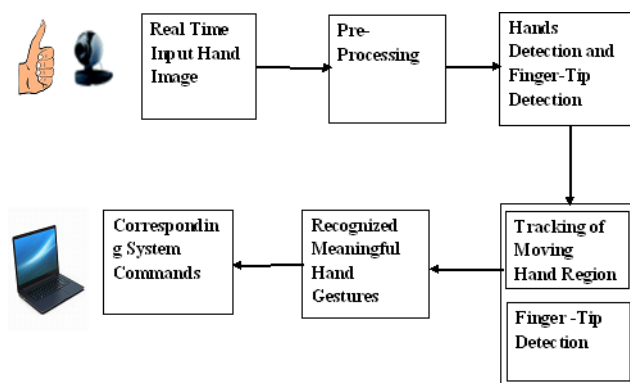 Real Time
Input Hand
Image
Pre-
Processing
Hands
Detection and
Finger-Tip
Detection
Correspondin
g System
Commands
Recognized
Meaningful
Hand
Gestures
Tracking of
Moving
Hand Region
Finger -Tip
Detection